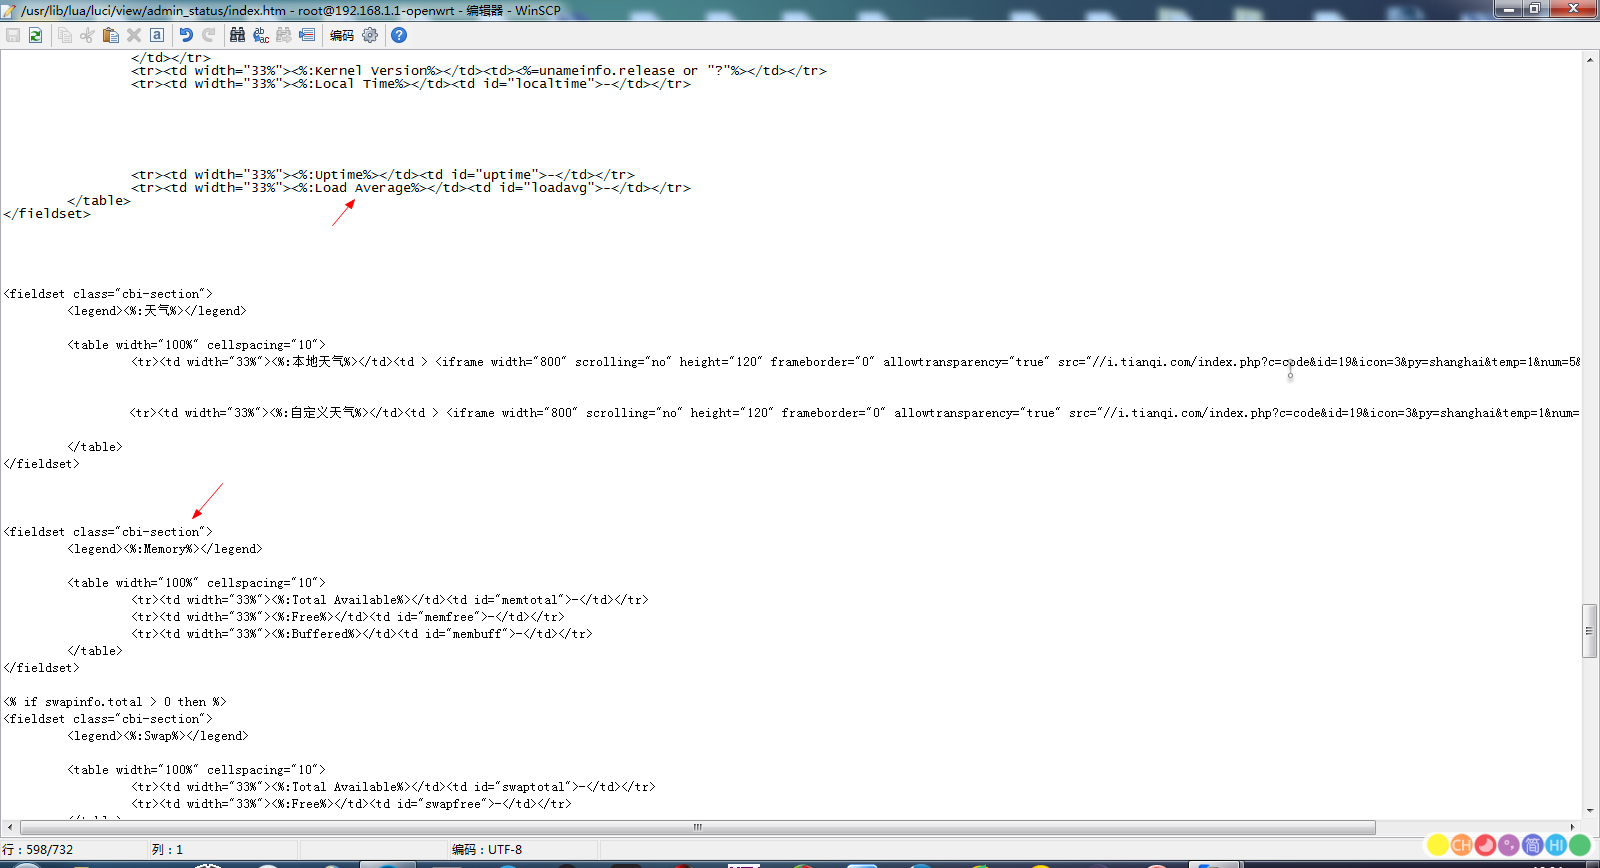 /usr/lib/lua/luci/view/admin_status/index.htm - root@192.168.1.1-openwrt - 编辑器 - WinSCP
编码
</td></tr>
<tr><td width="33%"><%:Kernel Version%></td><td><%=unameinfo.release or "?"%></td></tr>
<tr><td width="33%"><%:Local Time%></td><td id="localtime">-</td></tr>
<tr><td width="33%"><%:Uptime%></td><td id="uptime">-</td></tr>
<tr><td width="33%"><%:Load Average%></td><td id="loadavg">-</td></tr>
</table>
</fieldset>
<fieldset class="cbi-section">
<legend><%:天气%></legend>
<table width="100%" cellspacing="10">
<tr><td width="33%"><%:本地天气%></td><td > <iframe width="800" scrolling="no" height="120" frameborder="0" allowtransparency="true" src="//i.tianqi.com/index.php?c=code&id=19&icon=3&py=shanghai&temp=1&num=5&
<tr><td width="33%"><%:自定义天气%></td><td > <iframe width="800" scrolling="no" height="120" frameborder="0" allowtransparency="true" src="//i.tianqi.com/index.php?c=code&id=19&icon=3&py=shanghai&temp=1&num=
</table>
</fieldset>
<fieldset class="cbi-section">
<legend><%:Memory%></legend>
<table width="100%" cellspacing="10">
<tr><td width="33%"><%:Total Available%></td><td id="memtotal">-</td></tr>
<tr><td width="33%"><%:Free%></td><td id="memfree">-</td></tr>
<tr><td width="33%"><%:Buffered%></td><td id="membuff">-</td></tr>
</table>
</fieldset>
<% if swapinfo.total > 0 then %>
<fieldset class="cbi-section">
<legend><%:Swap%></legend>
<table width="100%" cellspacing="10">
<tr><td width="33%"><%:Total Available%></td><td id="swaptotal">-</td></tr>
<tr><td width="33%"><%:Free%></td><td id="swapfree">-</td></tr>
行：598/732 列：1 编码：UTF-8
CH 简 HI